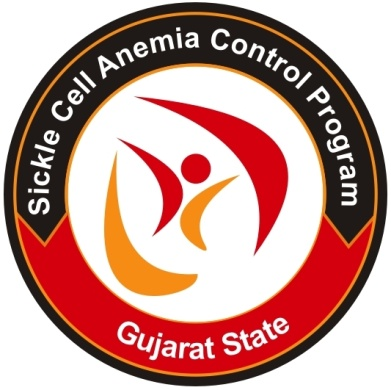 Sickle Cell Anemia Control Program
Gujarat State